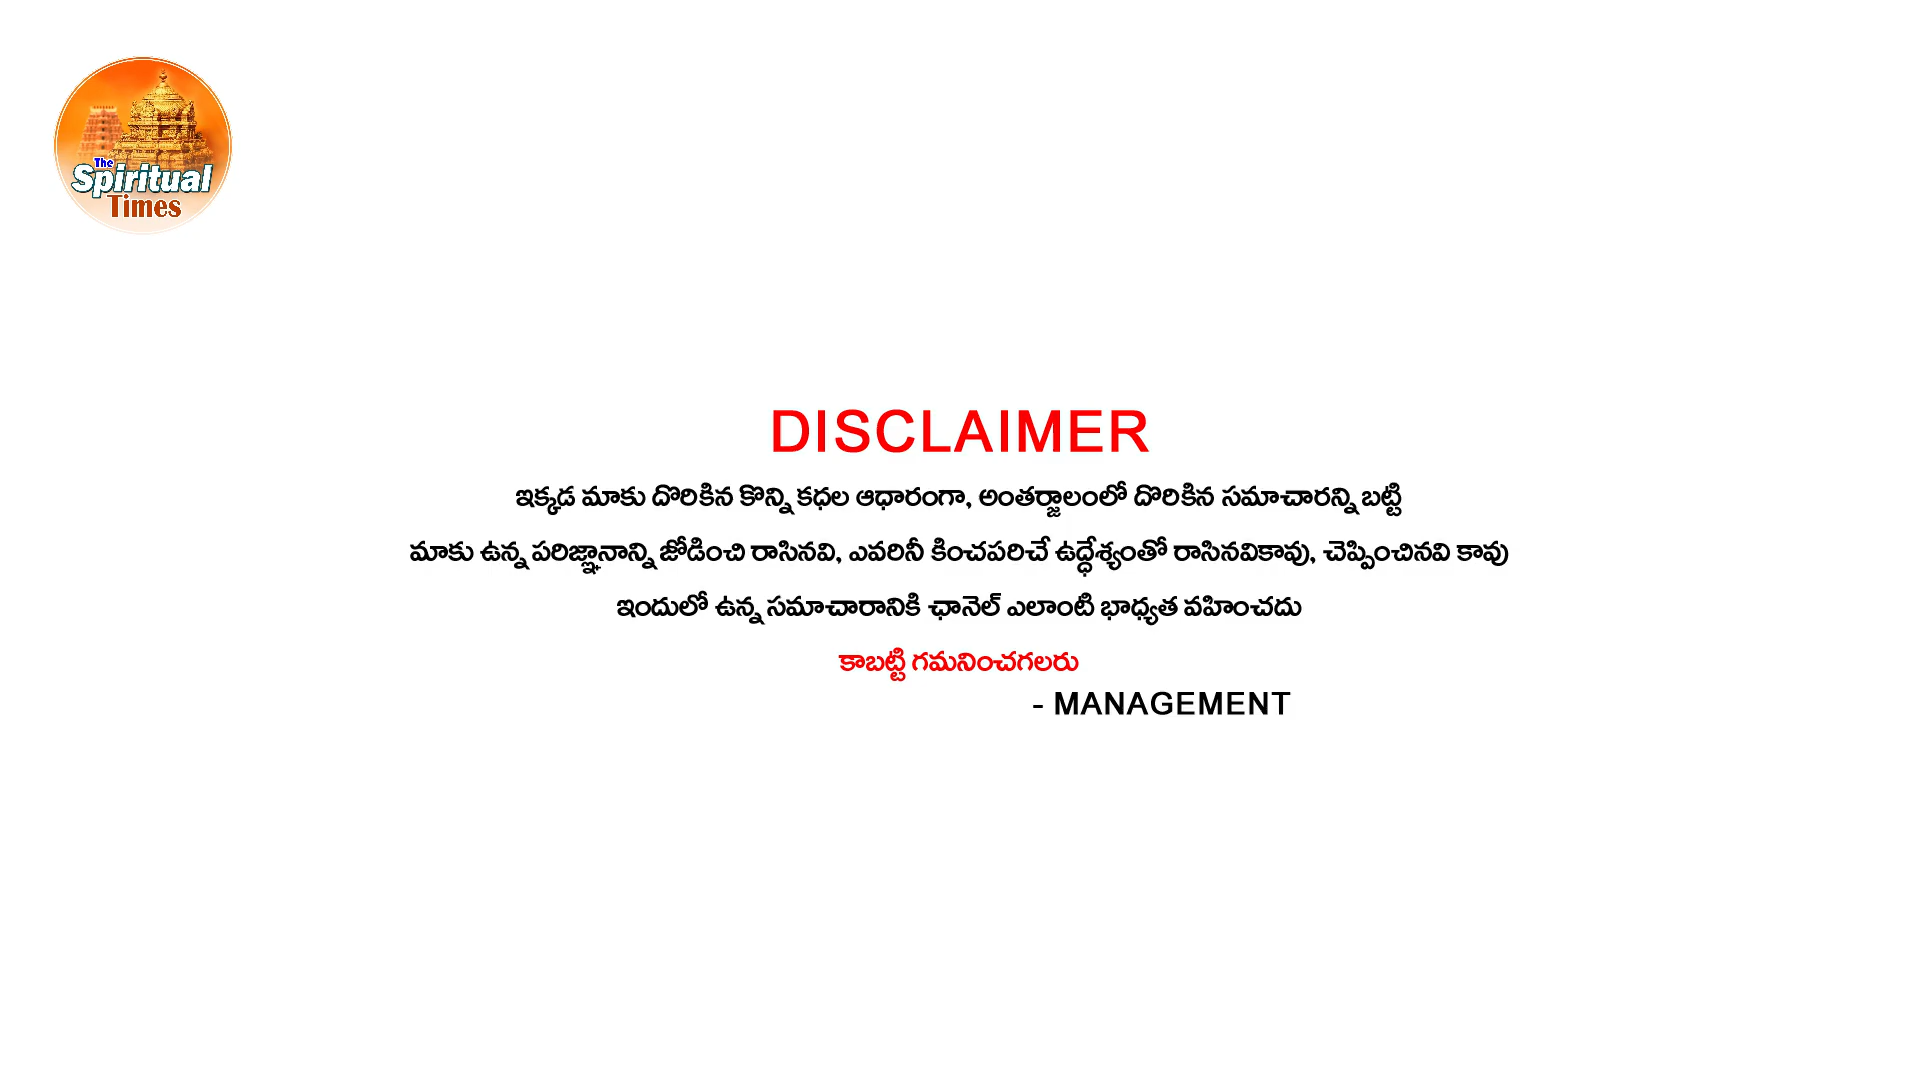 The
Spiritual
Times
DISCLAIMER
ఇక్కడ మాకు దొరికిన కొన్ని కధల ఆధారంగా, అంతర్జాలంలో దొరికిన సమాచారన్ని బట్టి
మాకు ఉన్న పరిజ్ఞానాన్ని జోడించి రాసినవి, ఎవరినీ కించపరిచే ఉద్ధేశ్యంతో రాసినవికావు, చెప్పించినవి కావు
ఇందులో ఉన్న సమాచారానికి ఛానెల్ ఎలాంటి భాధ్యత వహించదు
కాబట్టి గమనించగలరు
- MANAGEMENT